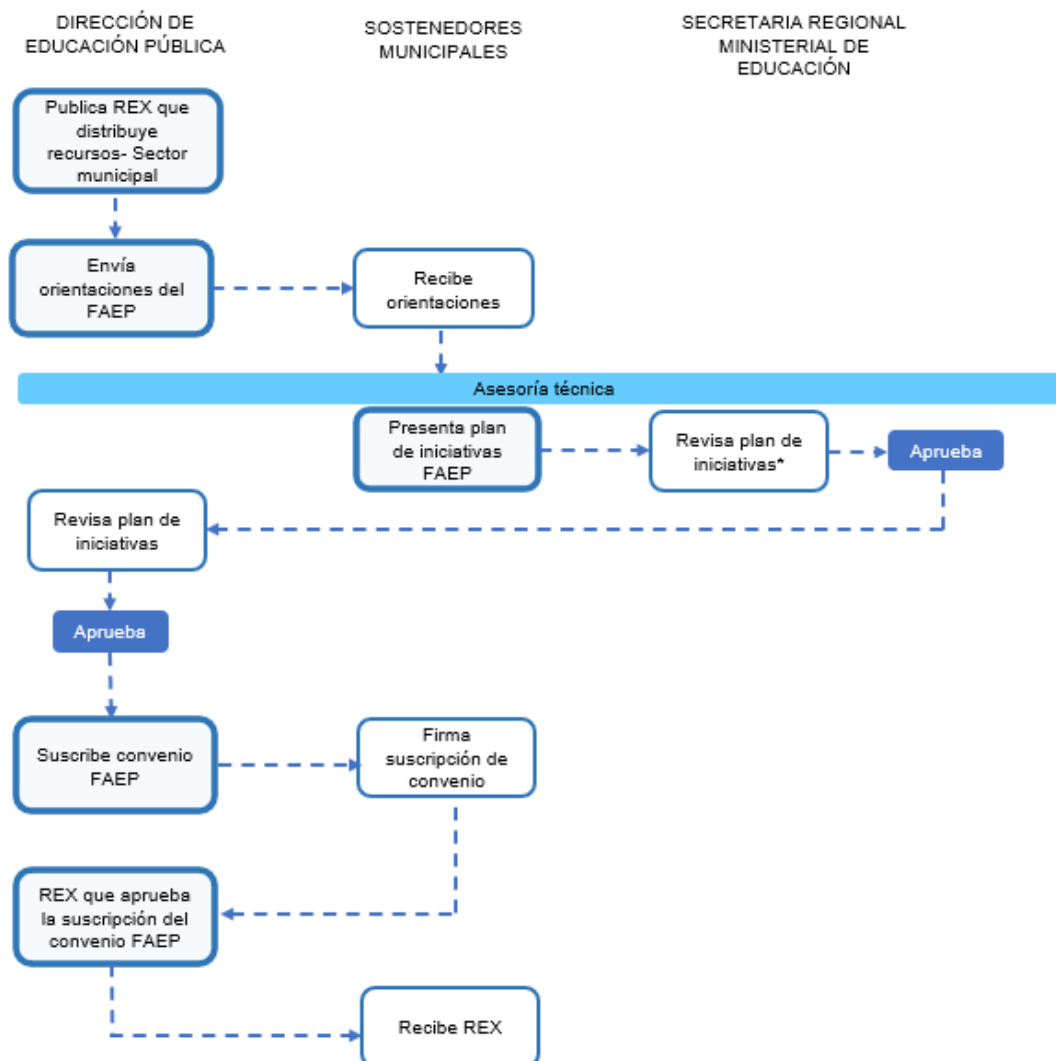 DIRECCIÓN DE
EDUCACIÓN PÚBLICA
SOSTENEDORES
MUNICIPALES
SECRETARIA REGIONAL
MINISTERIAL DE
EDUCACIÓN
Publica REX que
distribuye
recursos- Sector
municipal
Envía
orientaciones del
FAEP
Recibe
orientaciones
Asesoría técnica
Presenta plan
de iniciativas
FAEP
Revisa plan de
iniciativas*
Aprueba
Revisa plan de
iniciativas
Aprueba
Suscribe convenio
FAEP
Firma
suscripción de
convenio
REX que aprueba
la suscripción del
convenio FAEP
Recibe REX